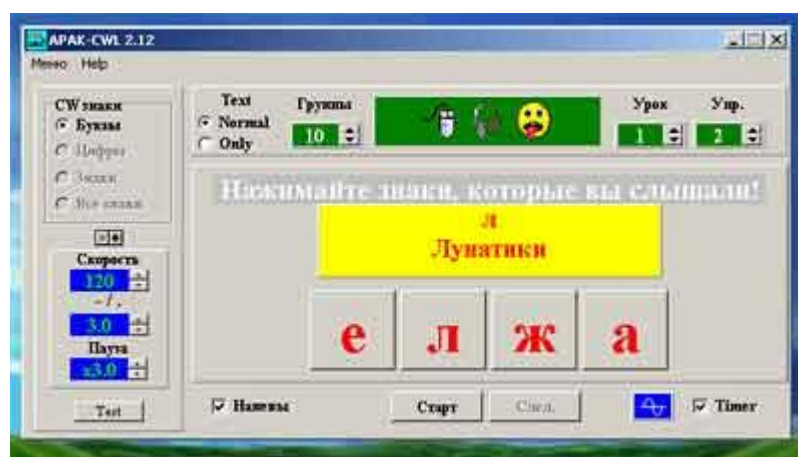 APAK-CWL 2.12
Меню Help
CW знаки
Буквы
Цифры
Знаки
Все знаки
Скорость
120
- / .
3.0
Пауза
x3.0
Test
Text
Normal
Only
Группы
10
Урок
1
Упр.
2
Нажимайте знаки, которые вы слышали!
л
Лунатики
е л ж а
Напевы
Старт
След.
Timer